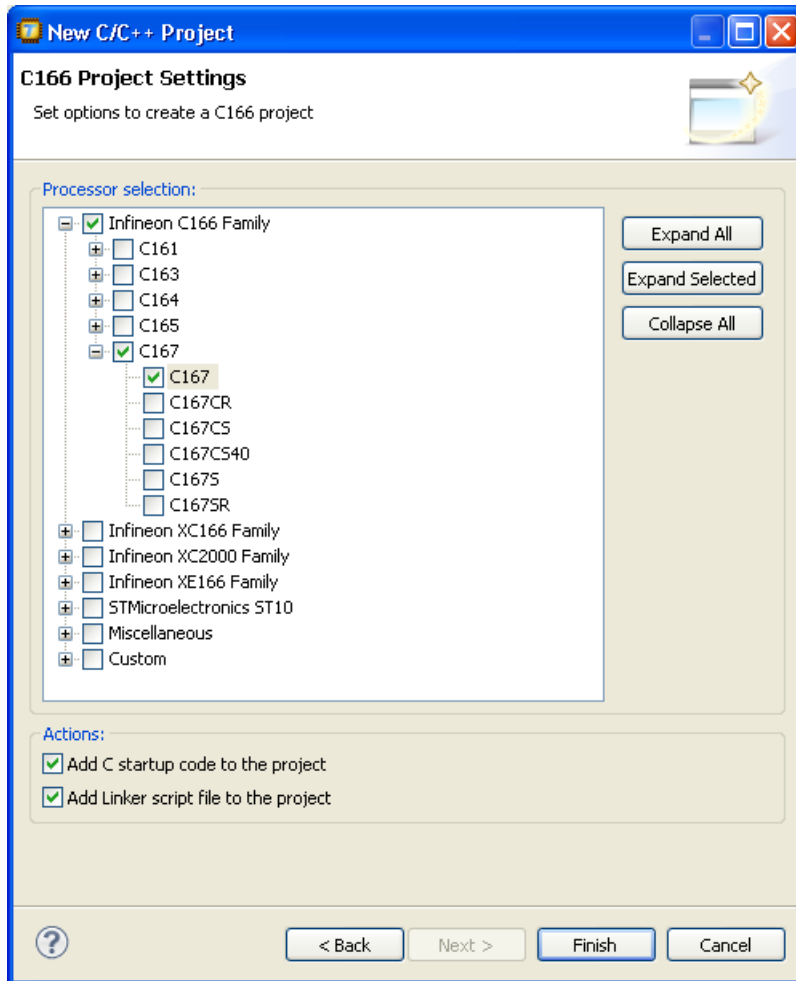 New C/C++ Project
C166 Project Settings
Set options to create a C166 project
Processor selection:
Infineon C166 Family
C161
C163
C164
C165
C167
C167
C167CR
C167CS
C167CS40
C167S
C167SR
Infineon XC166 Family
Infineon XC2000 Family
Infineon XE166 Family
STMicroelectronics ST10
Miscellaneous
Custom
Expand All
Expand Selected
Collapse All
Actions:
Add C startup code to the project
Add Linker script file to the project
?
< Back
Next >
Finish
Cancel